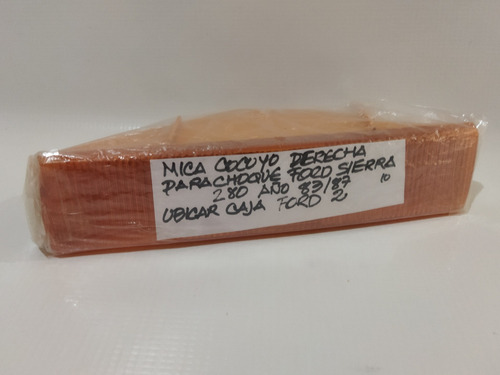 MICA COCUYO DERECHA
PARACHOQUE FORD SIERRA
280 AÑO 83/87 10
UBICAR CAJA FORD 2